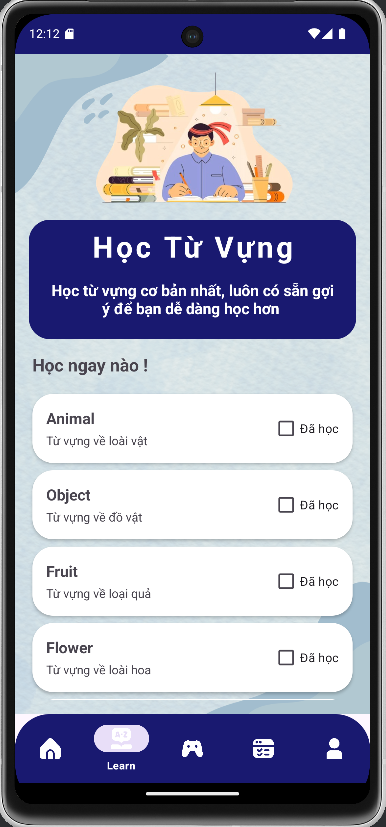 12:12
Học Từ Vựng
Học từ vựng cơ bản nhất, luôn có sẵn gợi
ý để bạn dễ dàng học hơn
Học ngay nào !
Animal
Từ vựng về loài vật
Đã học
Object
Từ vựng về đồ vật
Đã học
Fruit
Từ vựng về loại quả
Đã học
Flower
Từ vựng về loài hoa
Đã học
A-Z
Learn